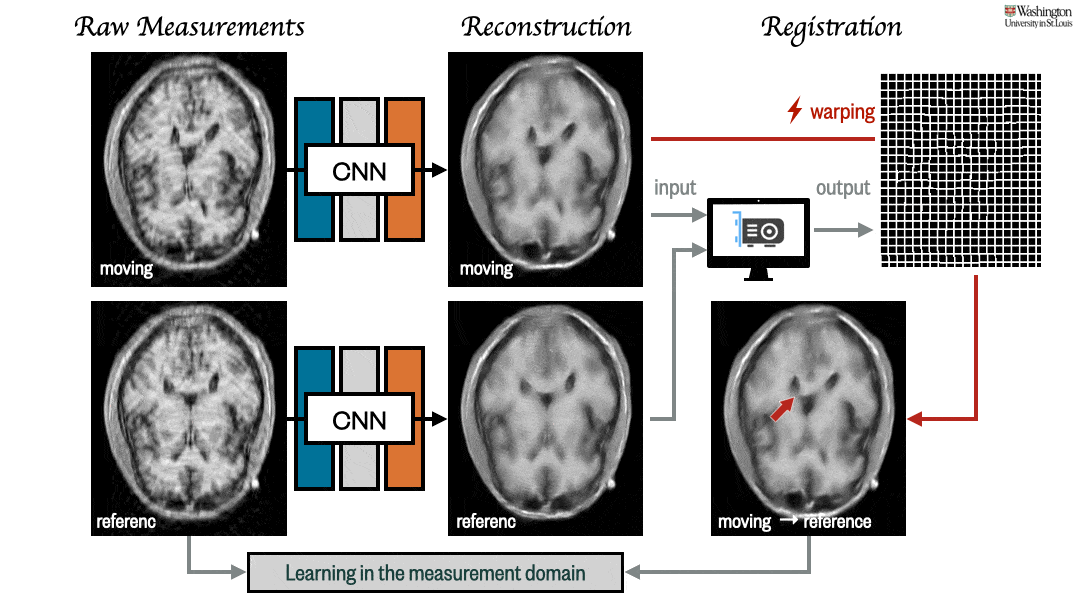 Raw Measurements
Reconstruction
Registration
Washington
University in St. Louis
warping
CNN
input
output
moving
moving
CNN
referenc
referenc
moving → reference
Learning in the measurement domain